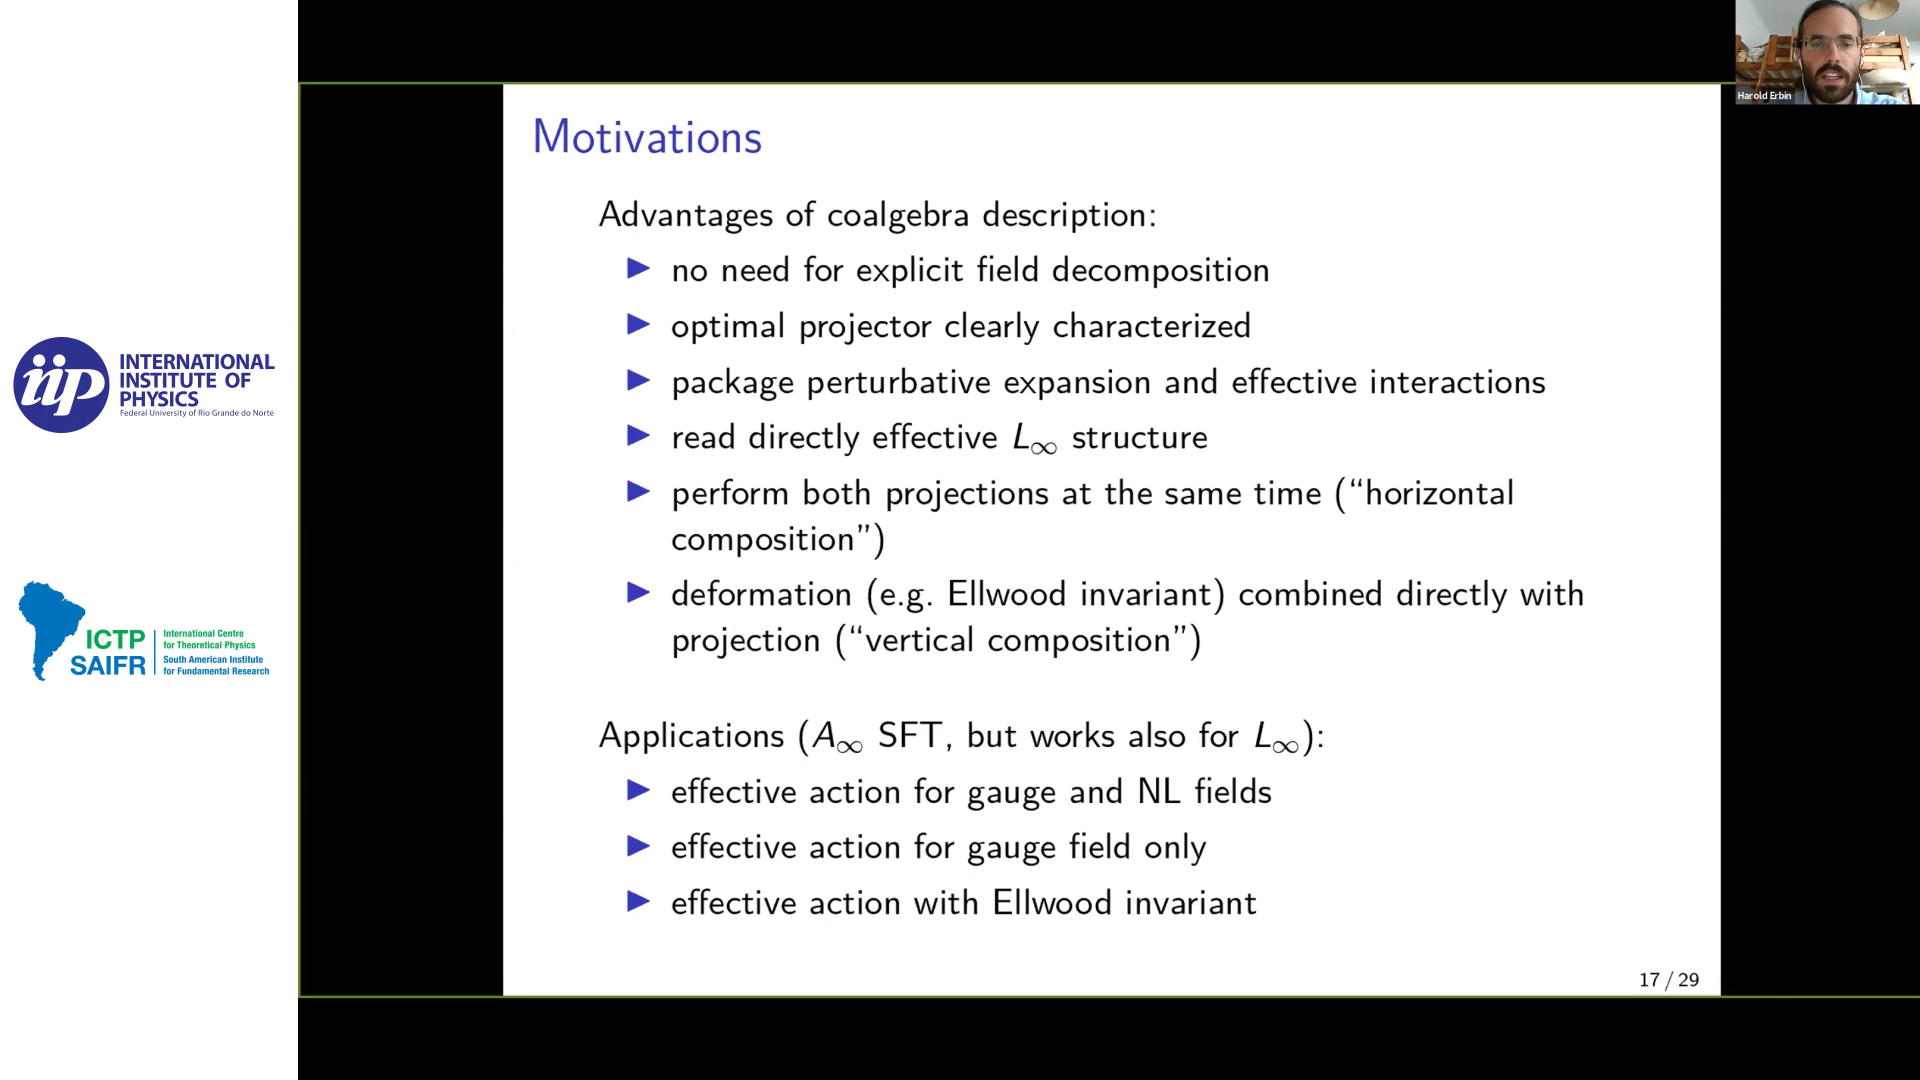 Harold Erbin
Motivations
Advantages of coalgebra description:
▶ no need for explicit field decomposition
▶ optimal projector clearly characterized
▶ package perturbative expansion and effective interactions
▶ read directly effective L∞ structure
▶ perform both projections at the same time (“horizontal
composition”)
▶ deformation (e.g. Ellwood invariant) combined directly with
projection (“vertical composition”)
Applications (A∞ SFT, but works also for L∞):
▶ effective action for gauge and NL fields
▶ effective action for gauge field only
▶ effective action with Ellwood invariant
17 / 29
iip
INTERNATIONAL
INSTITUTE OF
PHYSICS
Federal University of Rio Grande do Norte
ICTP
SAIFR
International Centre
for Theoretical Physics
South American Institute
for Fundamental Research